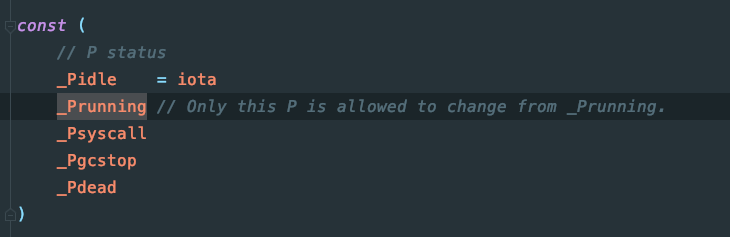 const (
// P status
_Pidle = iota
_Prunning // Only this P is allowed to change from _Prunning.
_Psyscall
_Pgcstop
_Pdead
)